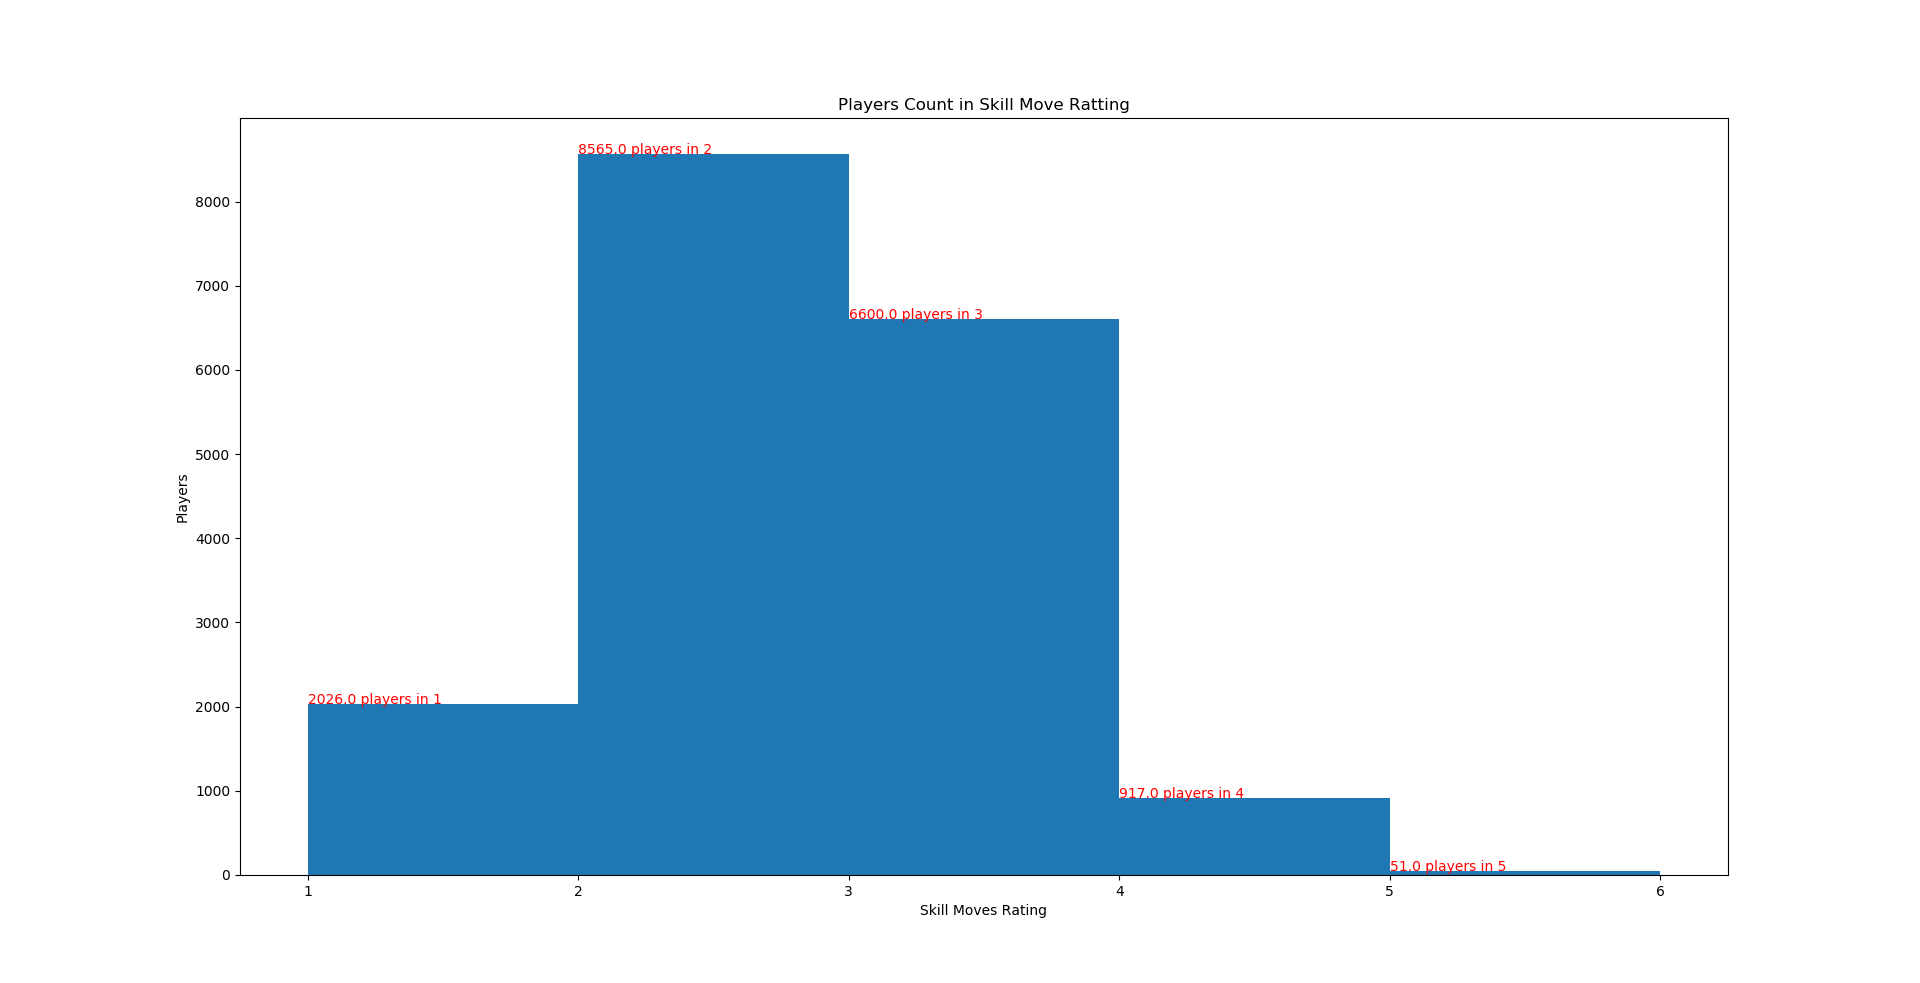 Players Count in Skill Move Ratting
8565.0 players in 2
8000
7000
6600.0 players in 3
6000
5000
Players
4000
3000
2026.0 players in 1
2000
917.0 players in 4
1000
51.0 players in 5
0
1 2 3 4 5 6
Skill Moves Rating